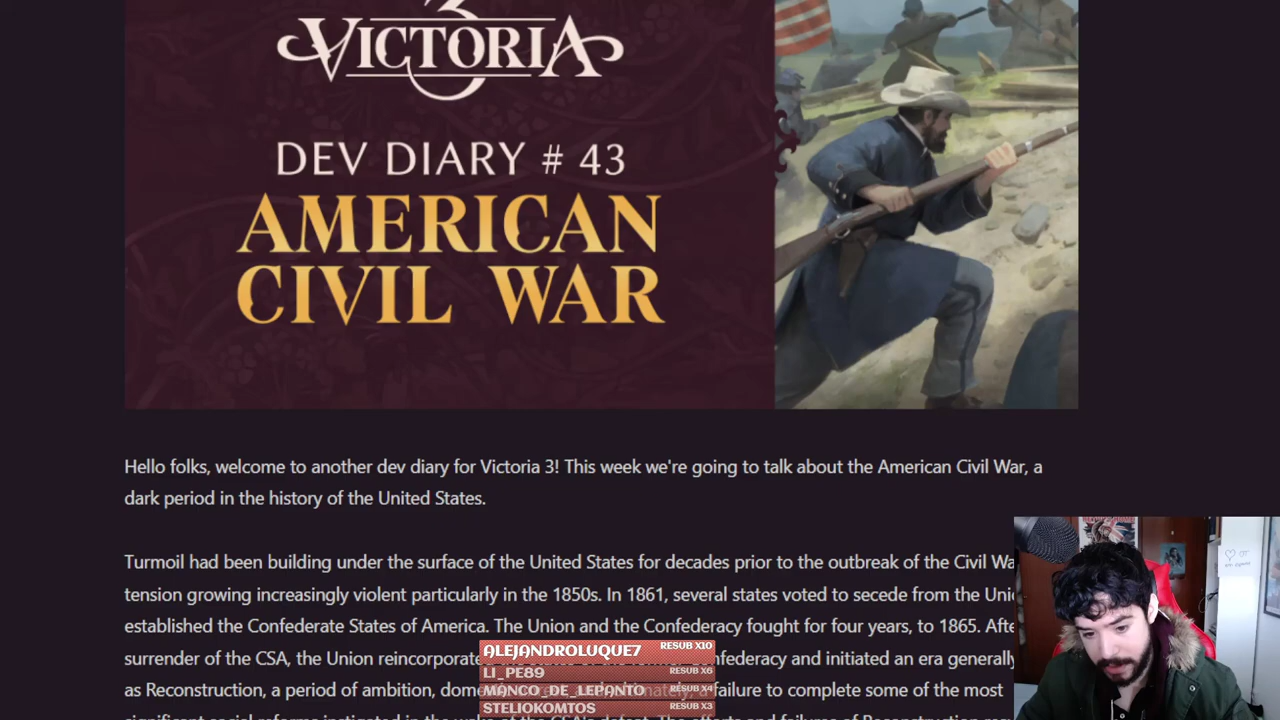 VICTORIA
3
DEV DIARY # 43
AMERICAN
CIVIL WAR
Hello folks, welcome to another dev diary for Victoria 3! This week we're going to talk about the American Civil War, a
dark period in the history of the United States.
Turmoil had been building under the surface of the United States for decades prior to the outbreak of the Civil Wa
tension growing increasingly violent particularly in the 1850s. In 1861, several states voted to secede from the Uni
established the Confederate States of America. The Union and the Confederacy fought for four years, to 1865. Afte
surrender of the CSA, the Union reincorporate nfederacy and initiated an era generally
as Reconstruction, a period of ambition, dome failure to complete some of the most
ALEJANDROLUQUE7 RESUB X10
LI_PE89 RESUB X6
MANCO_DE_LEPANTO RESUB X4
STELIOKOMTOS RESUB X3